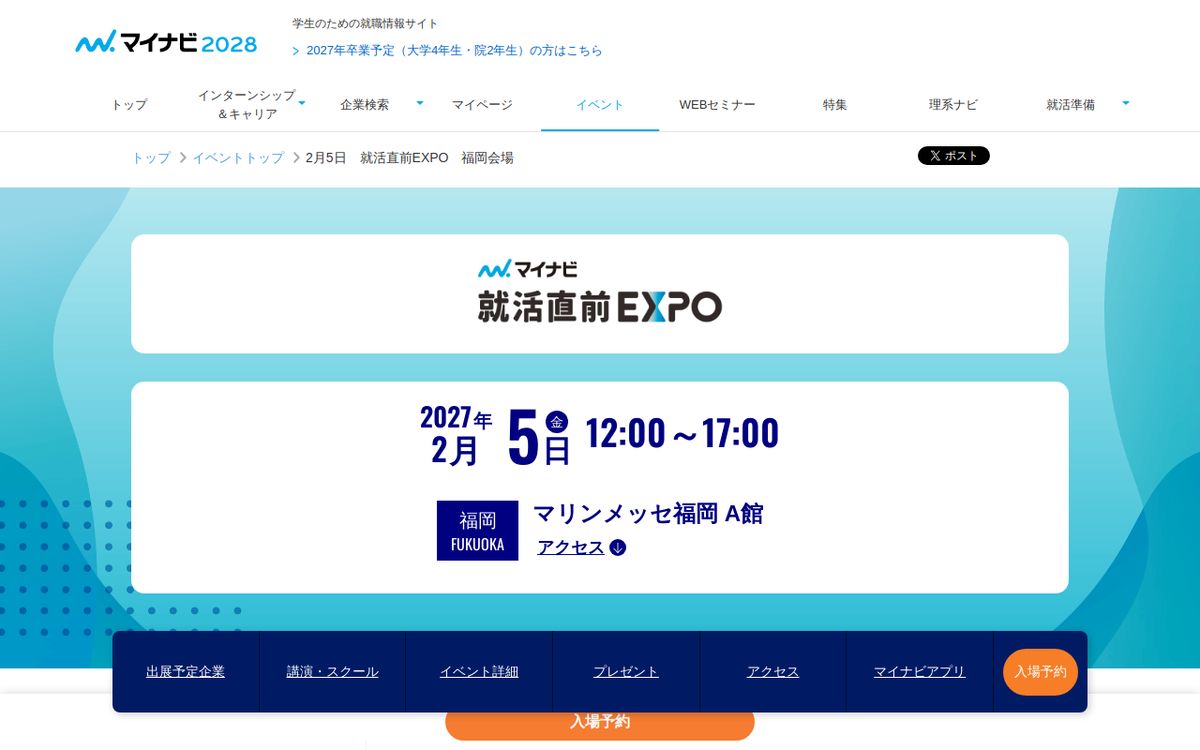 マイナビ2028
学生のための就職情報サイト
2027年卒業予定（大学4年生・院2年生）の方はこちら
トップ
インターンシップ
＆キャリア
企業検索
マイページ
イベント
WEBセミナー
特集
理系ナビ
就活準備
トップ
イベントトップ
2月5日　就活直前EXPO　福岡会場
ポスト
マイナビ
就活直前EXPO
2027年
2月
5日
金
12:00～17:00
福岡
FUKUOKA
マリンメッセ福岡 A館
アクセス
出展予定企業
講演・スクール
イベント詳細
プレゼント
アクセス
マイナビアプリ
入場予約
入場予約